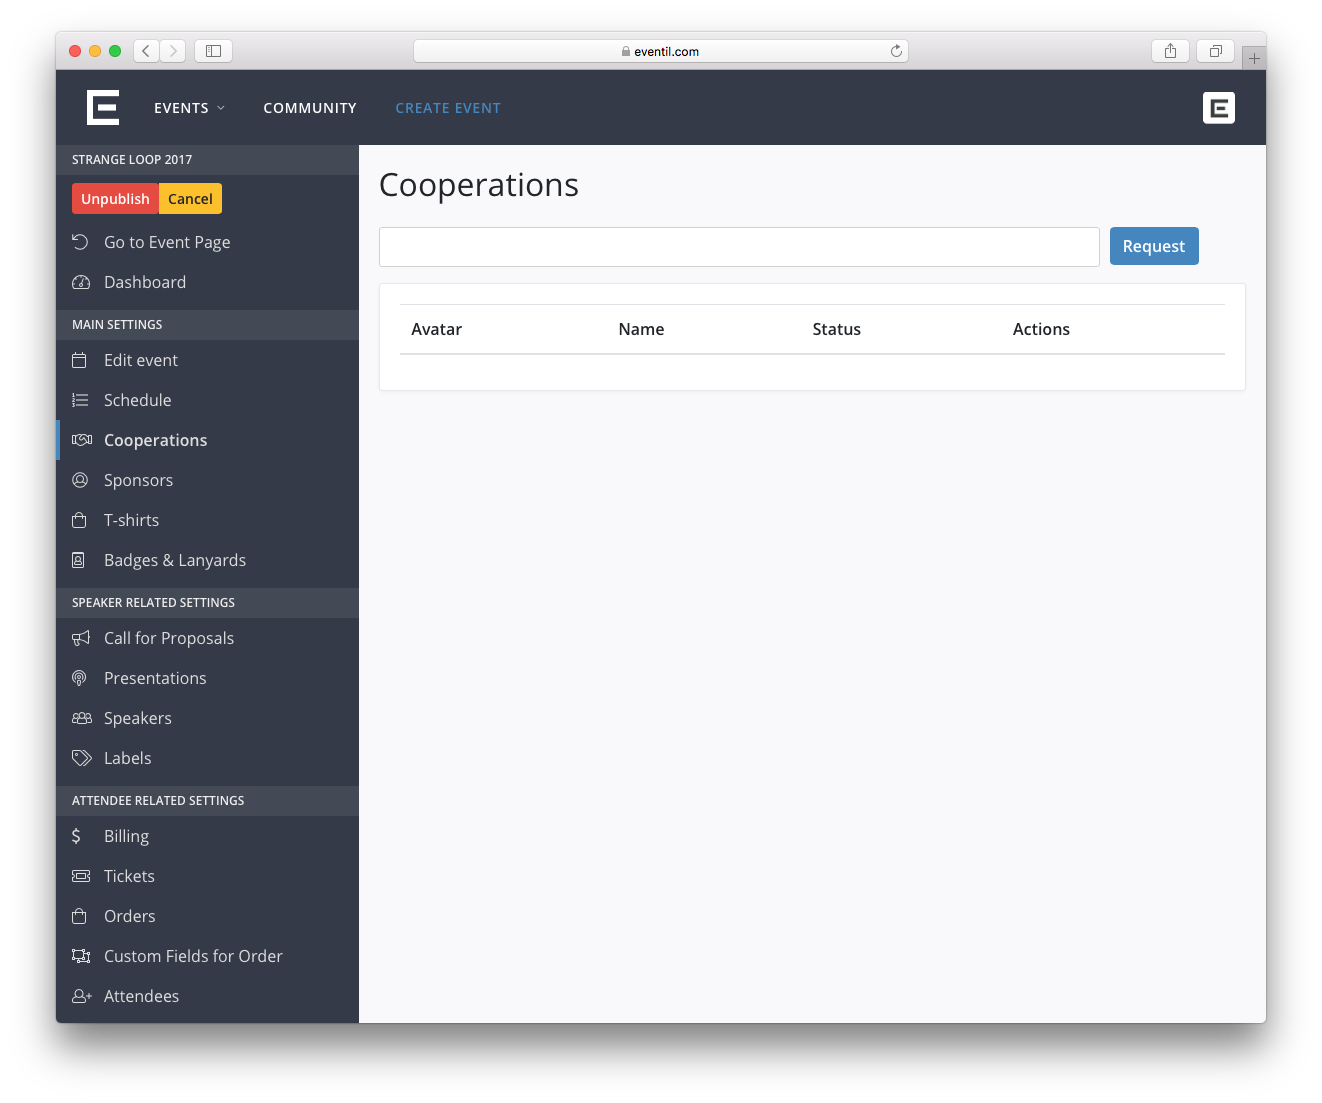 eventil.com
EVENTS
COMMUNITY
CREATE EVENT
STRANGE LOOP 2017
Unpublish
Cancel
Go to Event Page
Dashboard
MAIN SETTINGS
Edit event
Schedule
Cooperations
Sponsors
T-shirts
Badges & Lanyards
SPEAKER RELATED SETTINGS
Call for Proposals
Presentations
Speakers
Labels
ATTENDEE RELATED SETTINGS
Billing
Tickets
Orders
Custom Fields for Order
Attendees
Cooperations
Request
Avatar Name Status Actions